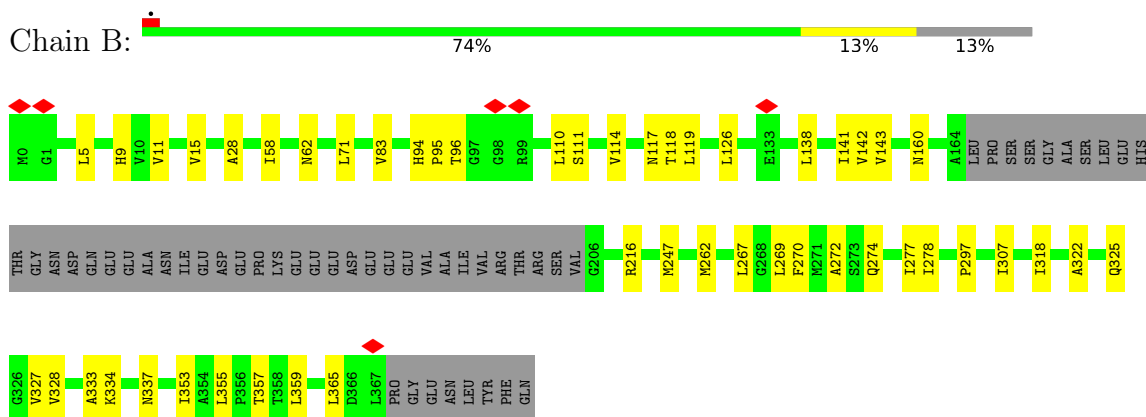 Chain B:
74% 13% 13%
M0 G1 L5 H9 V10 V11 V15 A28 I58 N62 L71 V83 H94 P95 T96 G97 G98 R99 L110 S111 V114 N117 T118 L119 L126 E133 L138 I141 V142 V143 N160 A164 LEU PRO SER SER GLY ALA SER LEU GLU HIS
THR GLY ASN ASP GLN GLU GLU ALA ASN ILE GLU ASP GLU PRO LYS GLU GLU GLU ASP GLU GLU GLU VAL ALA ILE VAL ARG THR ARG SER VAL G206 R216 M247 M262 L267 G268 L269 F270 M271 A272 S273 Q274 I277 I278 P297 I307 I318 A322 Q325
G326 V327 V328 A333 K334 N337 I353 A354 L355 P356 T357 T358 L359 L365 D366 L367 PRO GLY GLU ASN LEU TYR PHE GLN